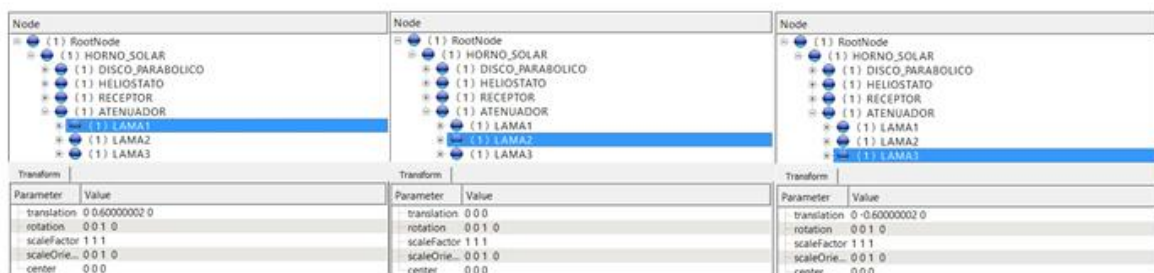 Node
(1) RootNode
(1) HORNO_SOLAR
(1) DISCO_PARABOLICO
(1) HELIOSTATO
(1) RECEPTOR
(1) ATENUADOR
(1) LAMA1
(1) LAMA2
(1) LAMA3
Transform
Parameter Value
translation 0 0.60000002 0
rotation 0 0 1 0
scaleFactor 1 1 1
scaleOrie... 0 0 1 0
center 0 0 0
Node
(1) RootNode
(1) HORNO_SOLAR
(1) DISCO_PARABOLICO
(1) HELIOSTATO
(1) RECEPTOR
(1) ATENUADOR
(1) LAMA1
(1) LAMA2
(1) LAMA3
Transform
Parameter Value
translation 0 0 0
rotation 0 0 1 0
scaleFactor 1 1 1
scaleOrie... 0 0 1 0
center 0 0 0
Node
(1) RootNode
(1) HORNO_SOLAR
(1) DISCO_PARABOLICO
(1) HELIOSTATO
(1) RECEPTOR
(1) ATENUADOR
(1) LAMA1
(1) LAMA2
(1) LAMA3
Transform
Parameter Value
translation 0 -0.60000002 0
rotation 0 0 1 0
scaleFactor 1 1 1
scaleOrie... 0 0 1 0
center 0 0 0